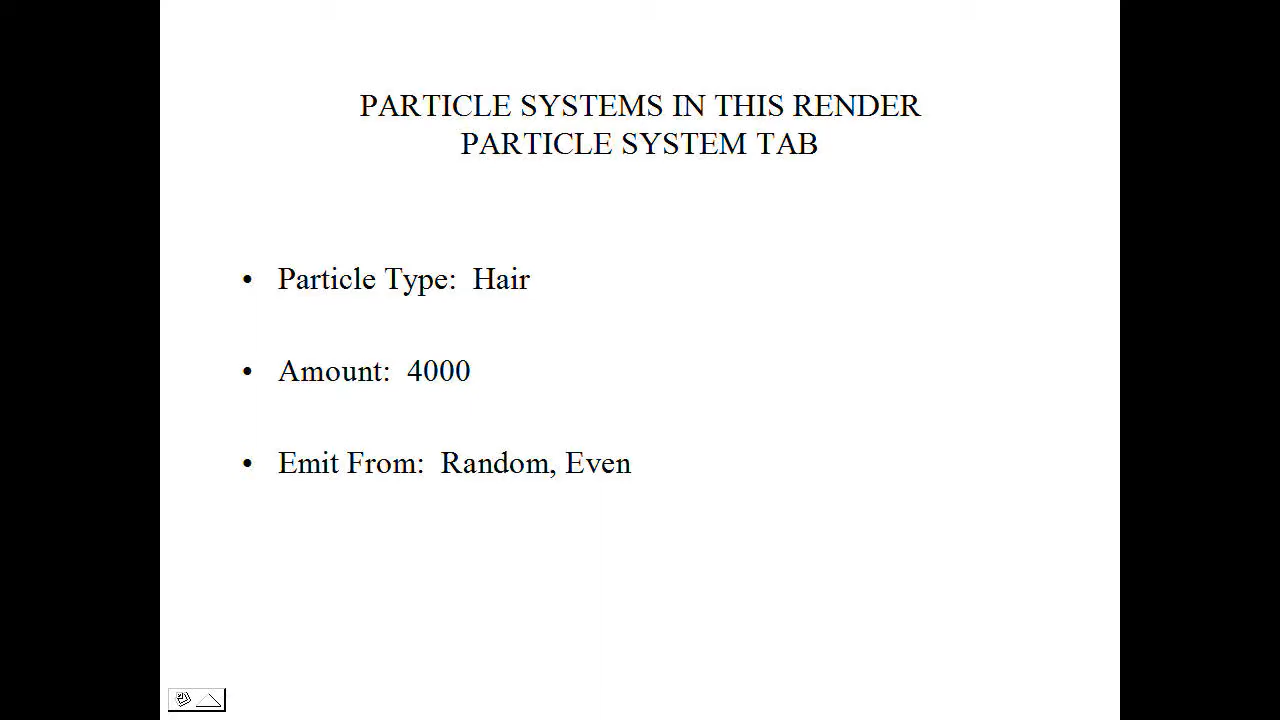 PARTICLE SYSTEMS IN THIS RENDER
PARTICLE SYSTEM TAB
• Particle Type:  Hair
• Amount:  4000
• Emit From:  Random, Even